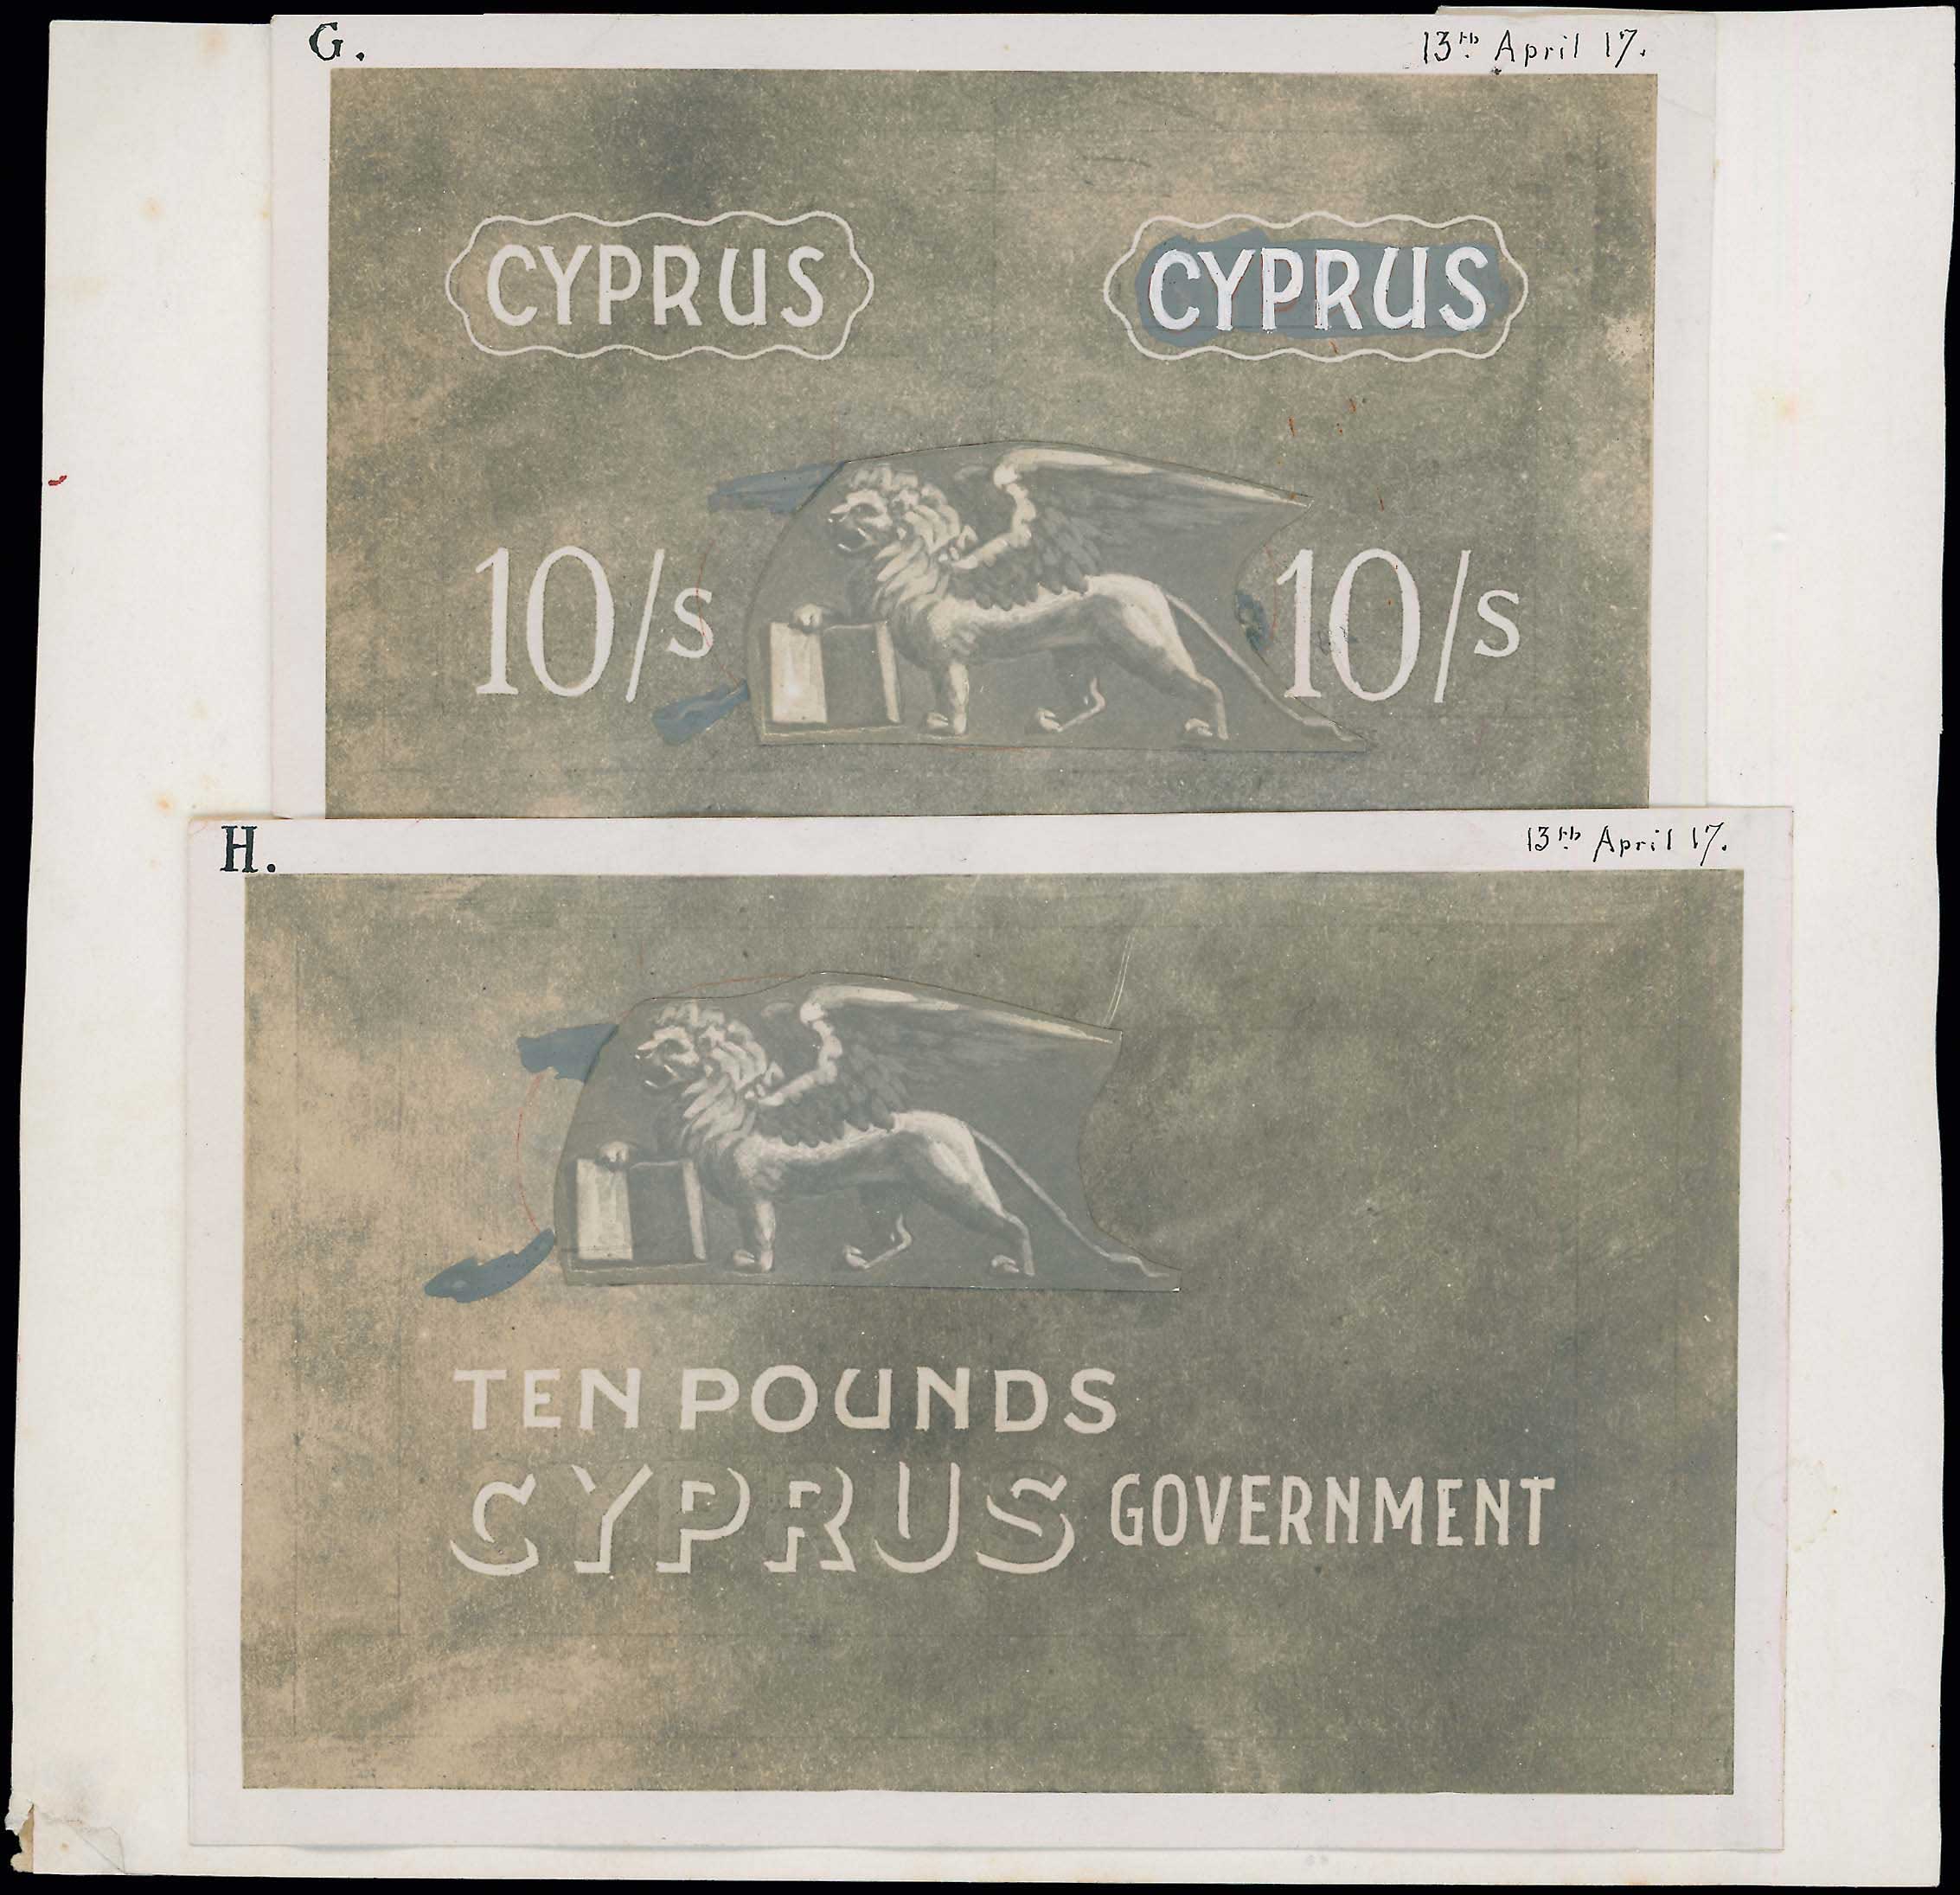 G. 13th April 17.
CYPRUS CYPRUS
10/s 10/s
H. 13th April 17.
TEN POUNDS
CYPRUS GOVERNMENT